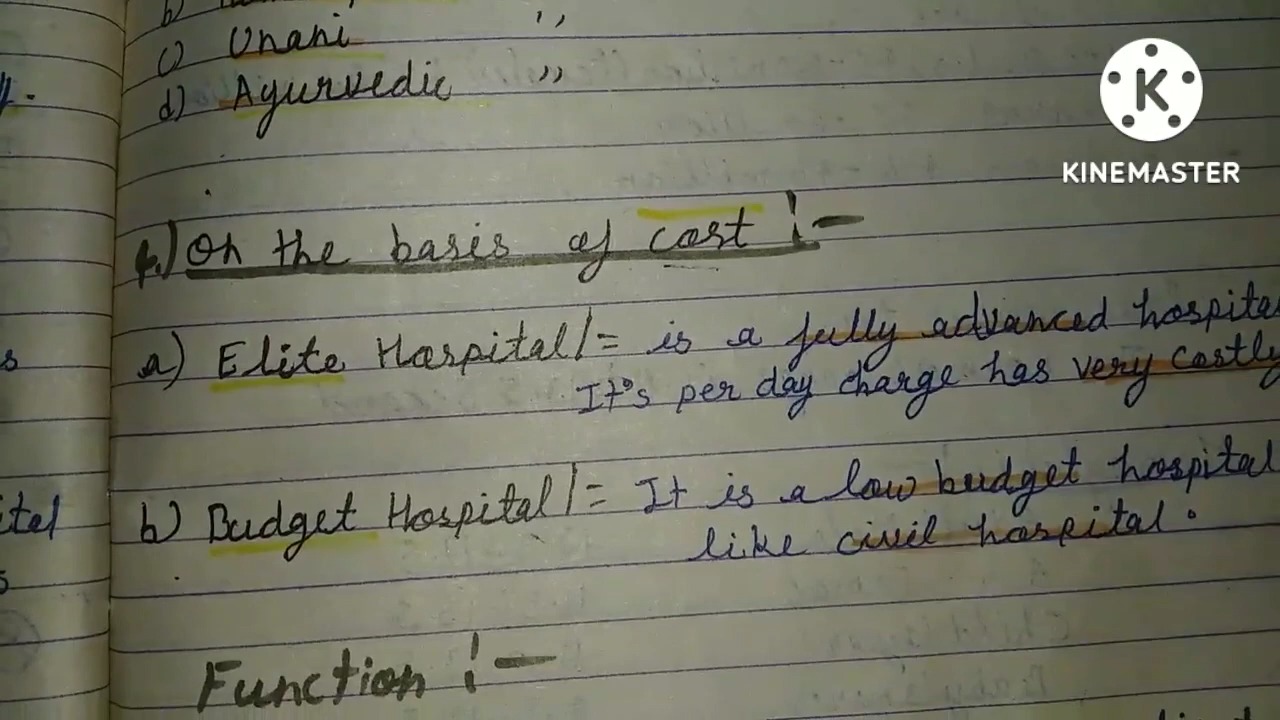 b)
c) Unani ,,
d) Ayurvedic ,,
4.) On the basis of cost :-
a) Elite Hospital/= is a fully advanced hospital
It's per day charge has very costly
b) Budget Hospital/= It is a low budget hospital
like civil hospital.
Function :-
K
KINEMASTER